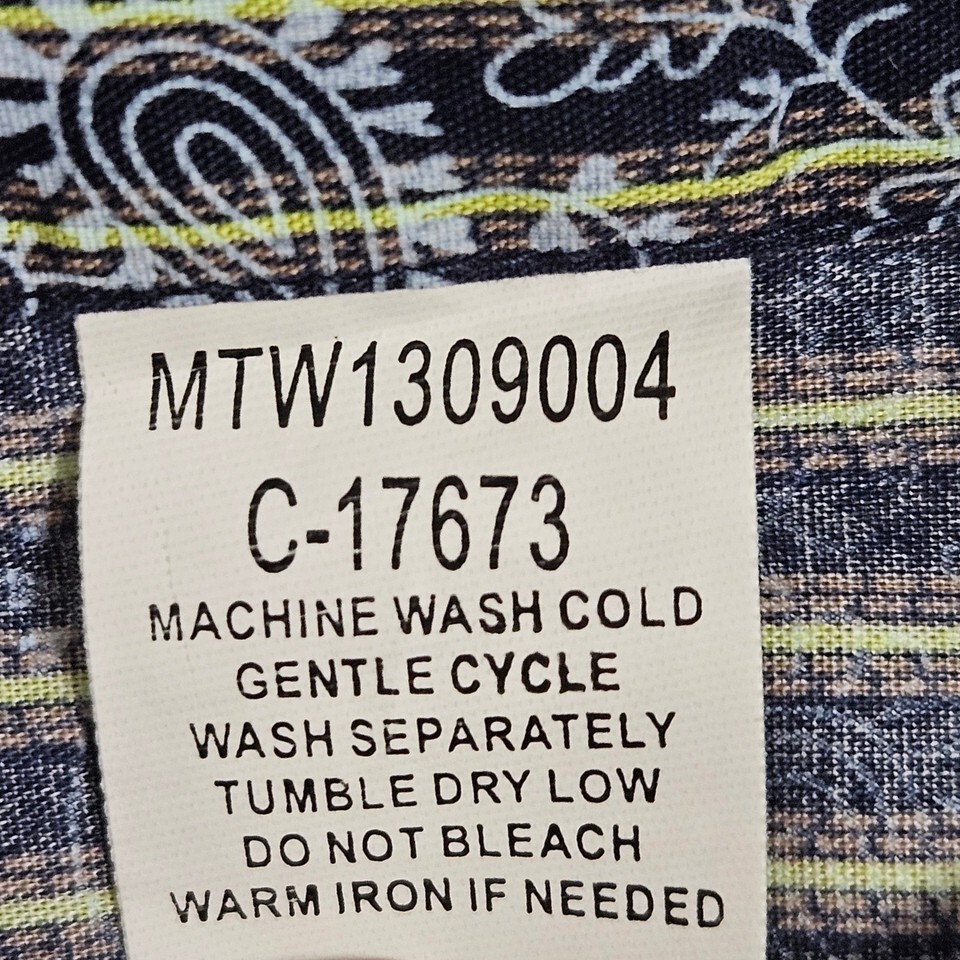 MTW1309004
C-17673
MACHINE WASH COLD
GENTLE CYCLE
WASH SEPARATELY
TUMBLE DRY LOW
DO NOT BLEACH
WARM IRON IF NEEDED